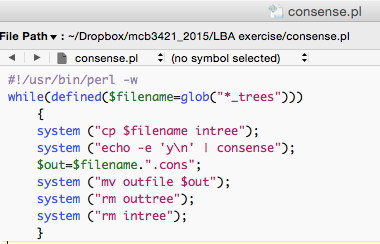 consense.pl
File Path ▾ : ~/Dropbox/mcb3421_2015/LBA exercise/consense.pl
consense.pl (no symbol selected)
#!/usr/bin/perl -w
while(defined($filename=glob("*_trees")))
{
system ("cp $filename intree");
system ("echo -e 'y\n' | consense");
$out=$filename.".cons";
system ("mv outfile $out");
system ("rm outtree");
system ("rm intree");
}